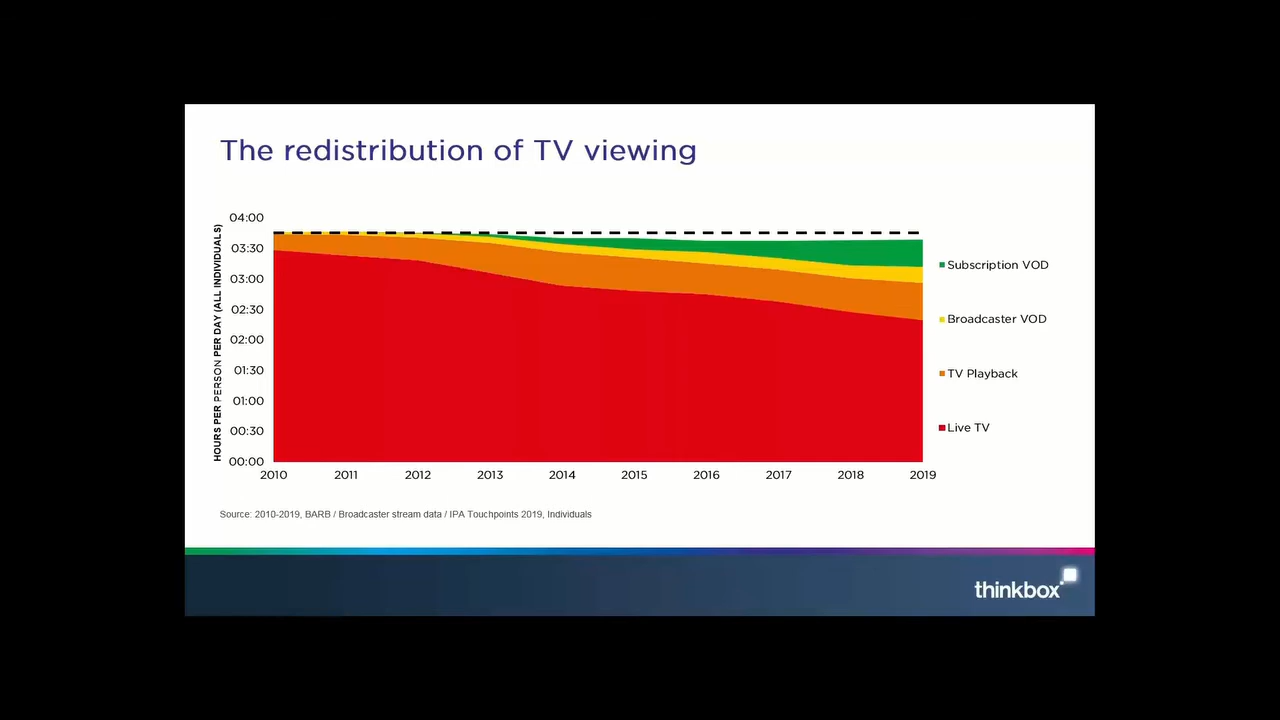 The redistribution of TV viewing
HOURS PER PERSON PER DAY (ALL INDIVIDUALS)
04:00
03:30
03:00
02:30
02:00
01:30
01:00
00:30
00:00
2010 2011 2012 2013 2014 2015 2016 2017 2018 2019
Subscription VOD
Broadcaster VOD
TV Playback
Live TV
Source: 2010-2019, BARB / Broadcaster stream data / IPA Touchpoints 2019, Individuals
thinkbox